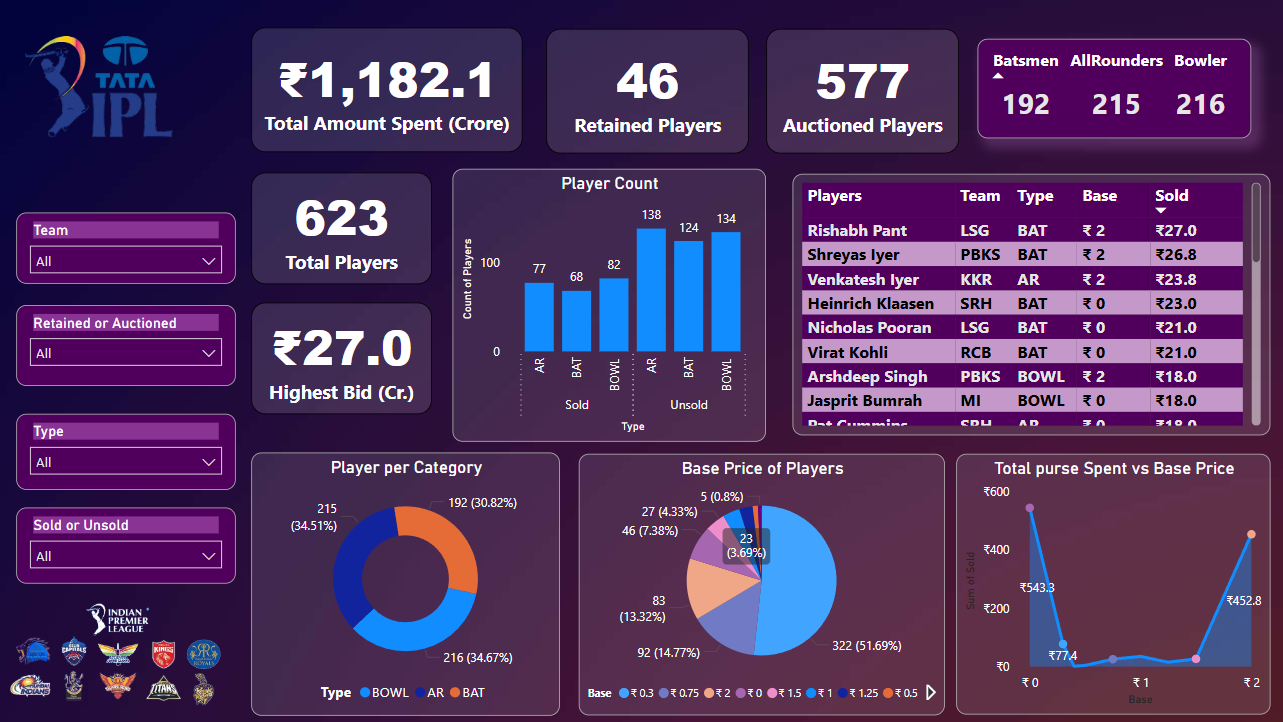 TATA
IPL
₹1,182.1
Total Amount Spent (Crore)
46
Retained Players
577
Auctioned Players
Batsmen AllRounders Bowler
192 215 216
623
Total Players
₹27.0
Highest Bid (Cr.)
Team
All
Retained or Auctioned
All
Type
All
Sold or Unsold
All
INDIAN
PREMIER
LEAGUE
Player Count
Count of Players
100
0
77
68
82
138
124
134
AR
BAT
BOWL
AR
BAT
BOWL
Sold
Unsold
Type
Players Team Type Base Sold
Rishabh Pant LSG BAT ₹ 2 ₹27.0
Shreyas Iyer PBKS BAT ₹ 2 ₹26.8
Venkatesh Iyer KKR AR ₹ 2 ₹23.8
Heinrich Klaasen SRH BAT ₹ 0 ₹23.0
Nicholas Pooran LSG BAT ₹ 0 ₹21.0
Virat Kohli RCB BAT ₹ 0 ₹21.0
Arshdeep Singh PBKS BOWL ₹ 2 ₹18.0
Jasprit Bumrah MI BOWL ₹ 0 ₹18.0
Pat Cummins SRH AR ₹ 0 ₹18.0
Player per Category
215
(34.51%)
192 (30.82%)
216 (34.67%)
Type BOWL AR BAT
Base Price of Players
5 (0.8%)
27 (4.33%)
46 (7.38%)
23
(3.69%)
83
(13.32%)
92 (14.77%)
322 (51.69%)
Base ₹ 0.3 ₹ 0.75 ₹ 2 ₹ 0 ₹ 1.5 ₹ 1 ₹ 1.25 ₹ 0.5
Total purse Spent vs Base Price
Sum of Sold
₹600
₹400
₹200
₹0
₹543.3
₹77.4
₹452.8
₹ 0
₹ 1
₹ 2
Base